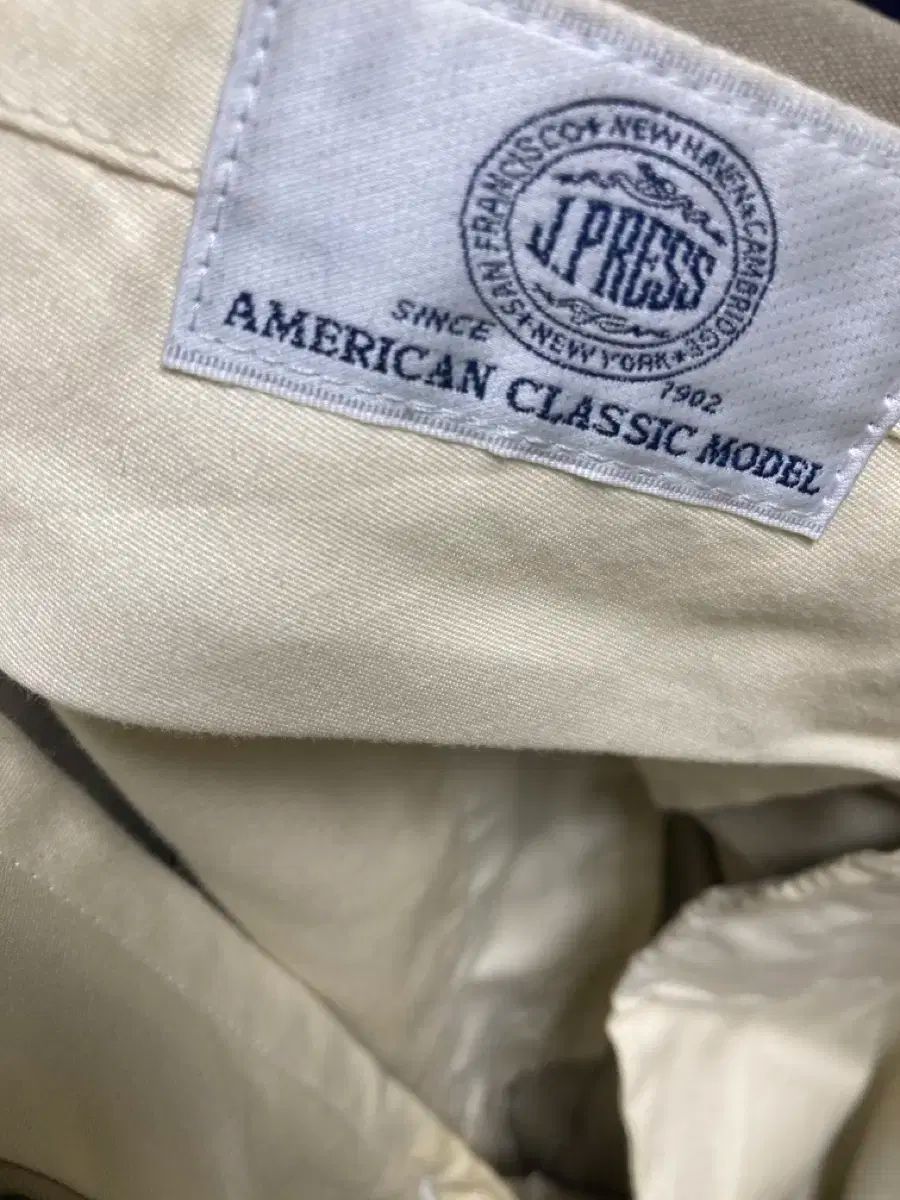 SAN FRANCISCO ★ NEW HAVEN ★ CAMBRIDGE ★ NEW YORK ★
J.PRESS
SINCE 1902
AMERICAN CLASSIC MODEL